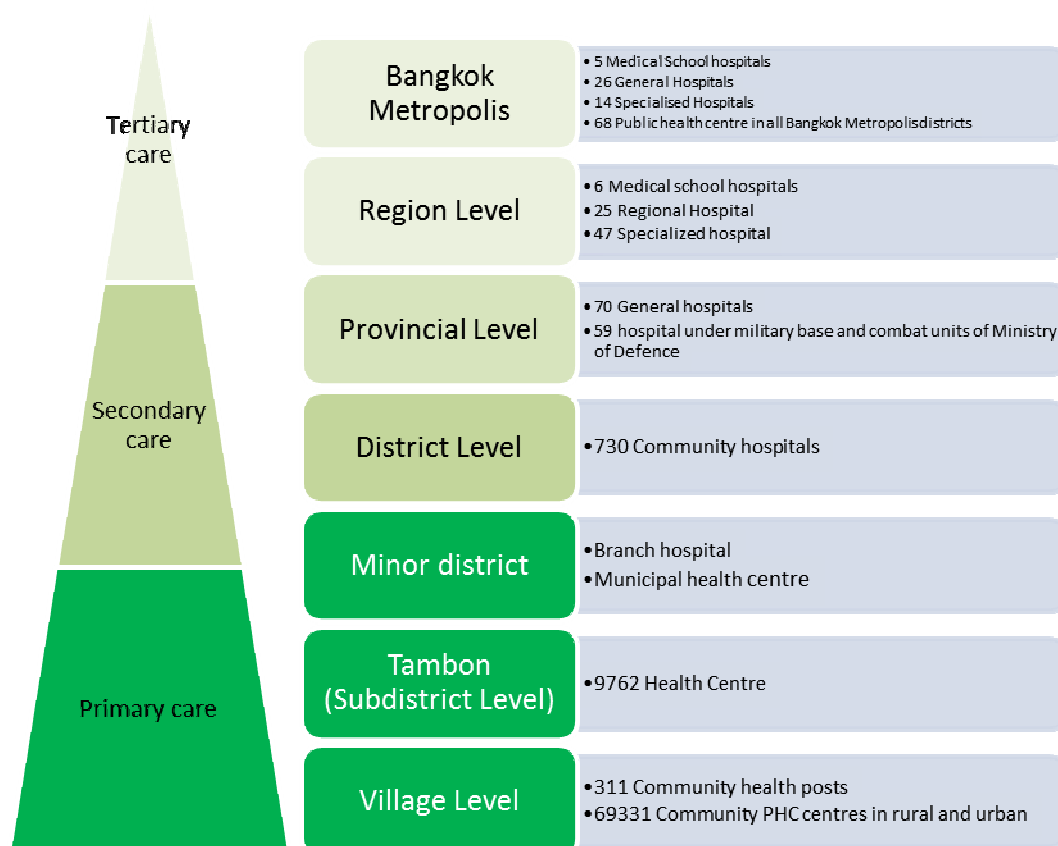 Tertiary
care
Secondary
care
Primary care
Bangkok
Metropolis
• 5 Medical School hospitals
• 26 General Hospitals
• 14 Specialised Hospitals
• 68 Public health centre in all Bangkok Metropolis districts
Region Level
• 6 Medical school hospitals
• 25 Regional Hospital
• 47 Specialized hospital
Provincial Level
• 70 General hospitals
• 59 hospital under military base and combat units of Ministry
of Defence
District Level
• 730 Community hospitals
Minor district
• Branch hospital
• Municipal health centre
Tambon
(Subdistrict Level)
• 9762 Health Centre
Village Level
• 311 Community health posts
• 69331 Community PHC centres in rural and urban